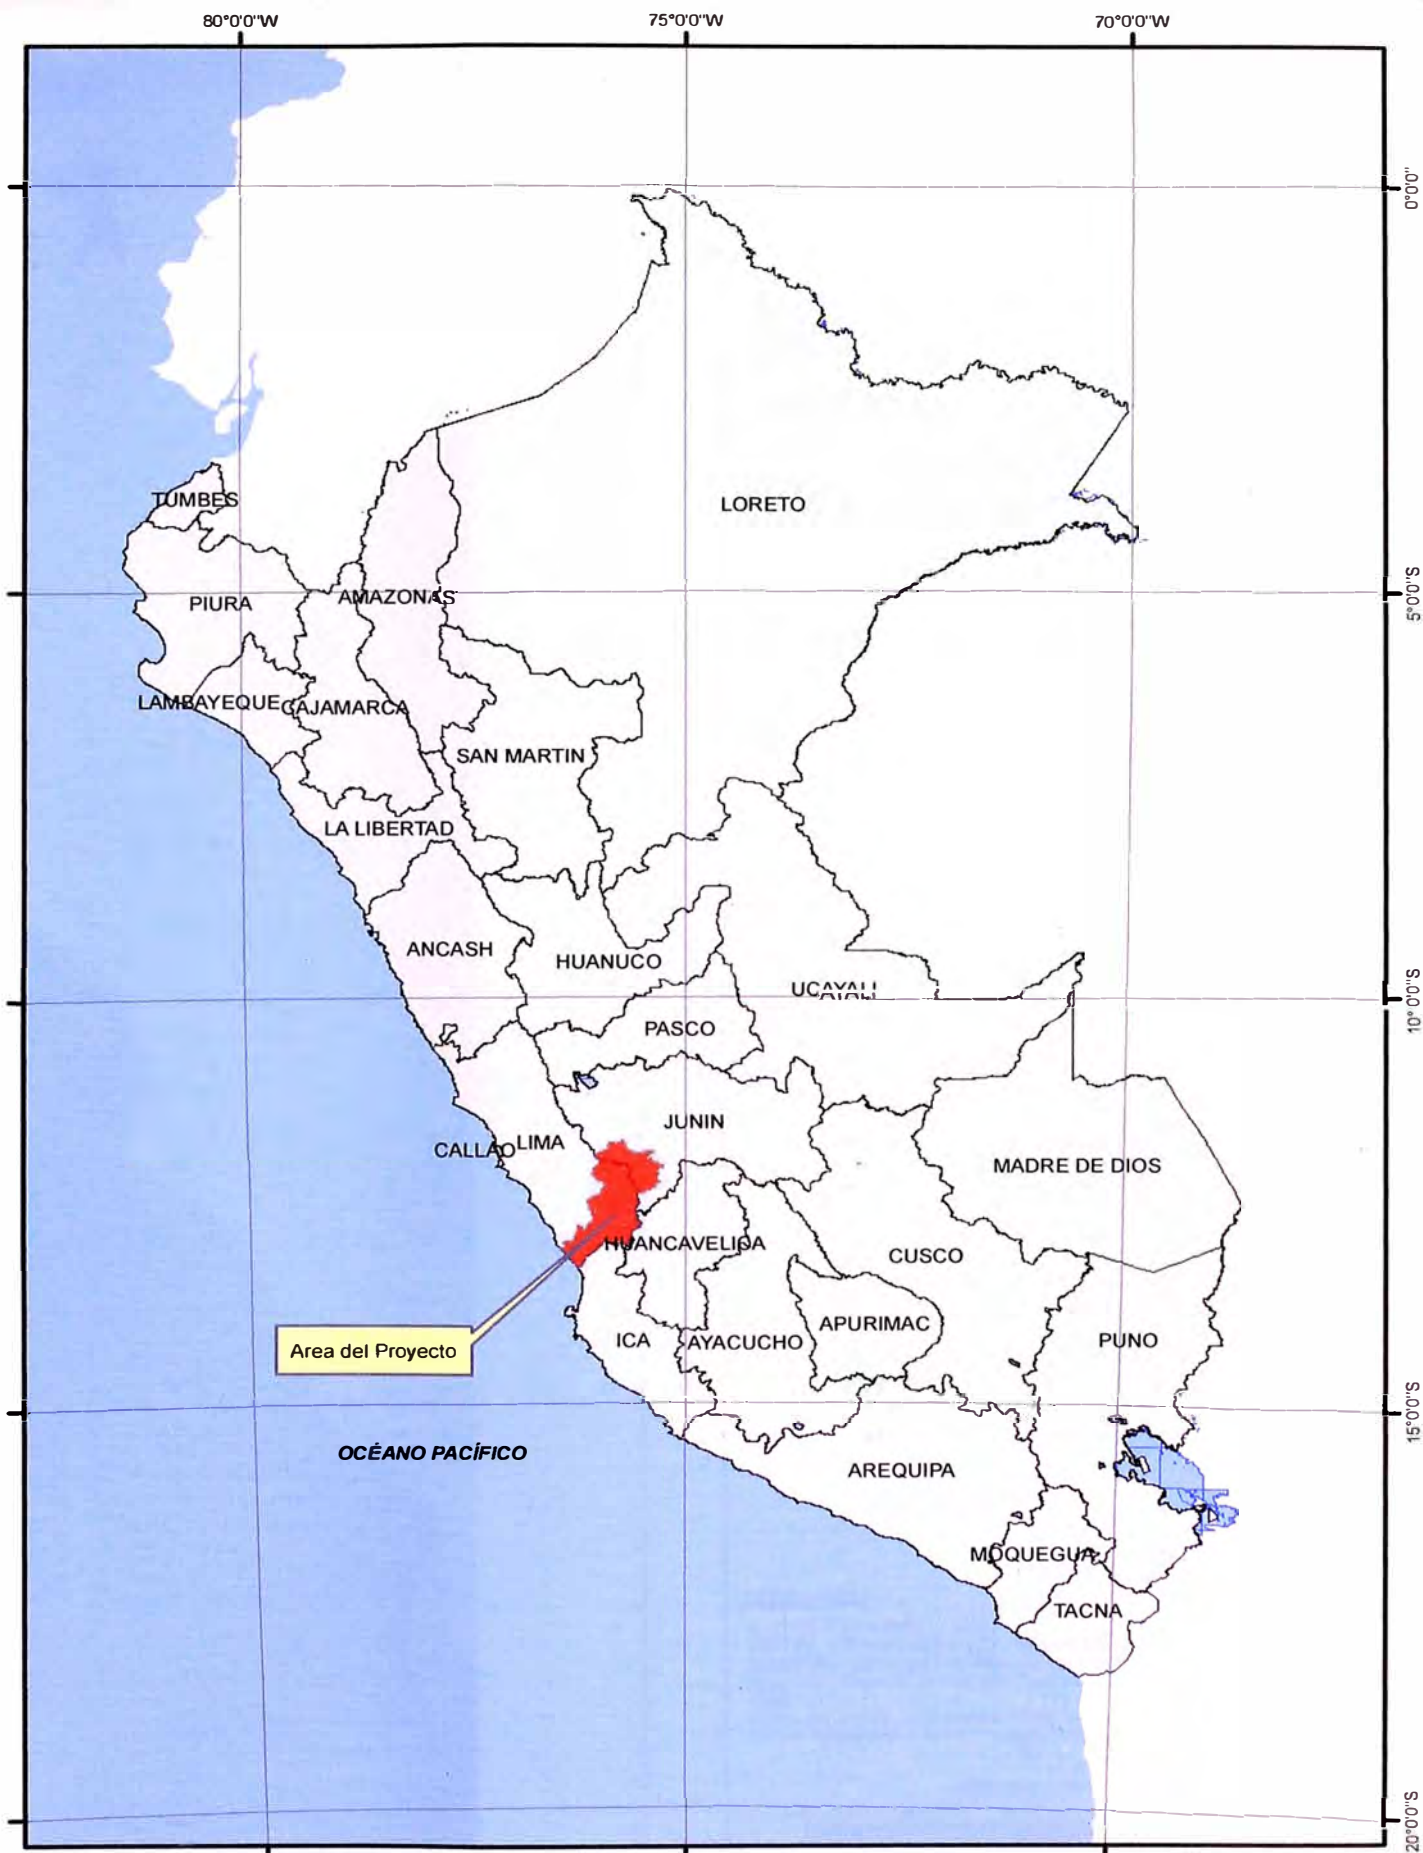 80°0'0"W
75°0'0"W
70°0'0"W
0°0'0"
TUMBES
LORETO
5°0'0"S
PIURA
AMAZONAS
LAMBAYEQUE
CAJAMARCA
SAN MARTIN
LA LIBERTAD
ANCASH
HUANUCO
UCAYALI
10°0'0"S
PASCO
JUNIN
CALLAO
LIMA
MADRE DE DIOS
HUANCAVELICA
CUSCO
APURIMAC
ICA
AYACUCHO
PUNO
Area del Proyecto
15°0'0"S
OCÉANO PACÍFICO
AREQUIPA
MOQUEGUA
TACNA
20°0'0"S